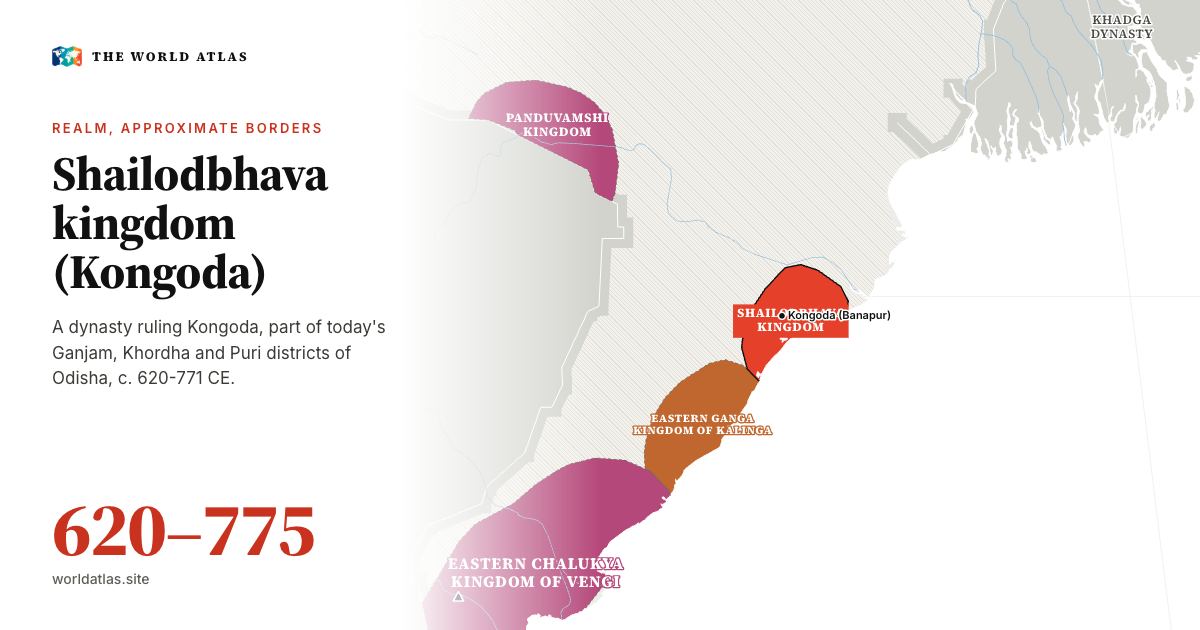 THE WORLD ATLAS
REALM, APPROXIMATE BORDERS
Shailodbhava
kingdom
(Kongoda)
A dynasty ruling Kongoda, part of today's
Ganjam, Khordha and Puri districts of
Odisha, c. 620-771 CE.
620–775
worldatlas.site
KHADGA
DYNASTY
PANDUVAMSHI
KINGDOM
Kongoda (Banapur)
KINGDOM
EASTERN GANGA
KINGDOM OF KALINGA
EASTERN CHALUKYA
KINGDOM OF VENGI